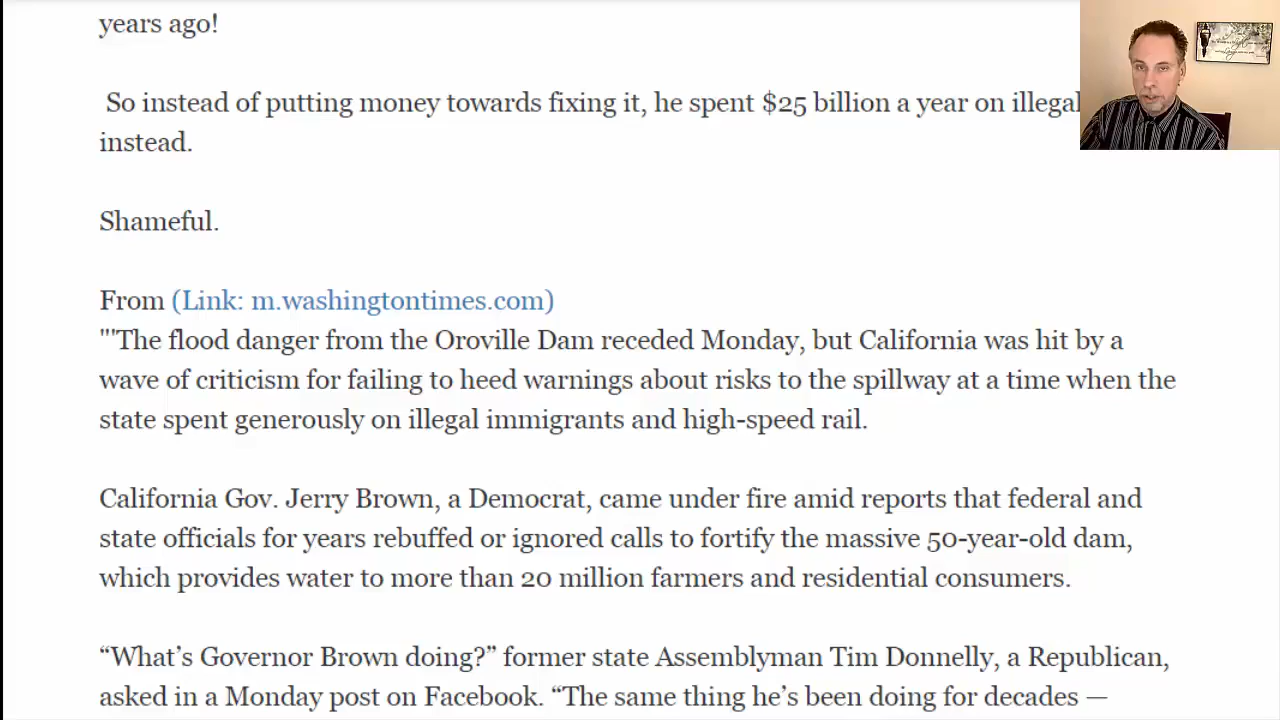 years ago!
So instead of putting money towards fixing it, he spent $25 billion a year on illegal
instead.
Shameful.
From (Link: m.washingtontimes.com)
"'The flood danger from the Oroville Dam receded Monday, but California was hit by a
wave of criticism for failing to heed warnings about risks to the spillway at a time when the
state spent generously on illegal immigrants and high-speed rail.
California Gov. Jerry Brown, a Democrat, came under fire amid reports that federal and
state officials for years rebuffed or ignored calls to fortify the massive 50-year-old dam,
which provides water to more than 20 million farmers and residential consumers.
“What’s Governor Brown doing?” former state Assemblyman Tim Donnelly, a Republican,
asked in a Monday post on Facebook. “The same thing he’s been doing for decades —